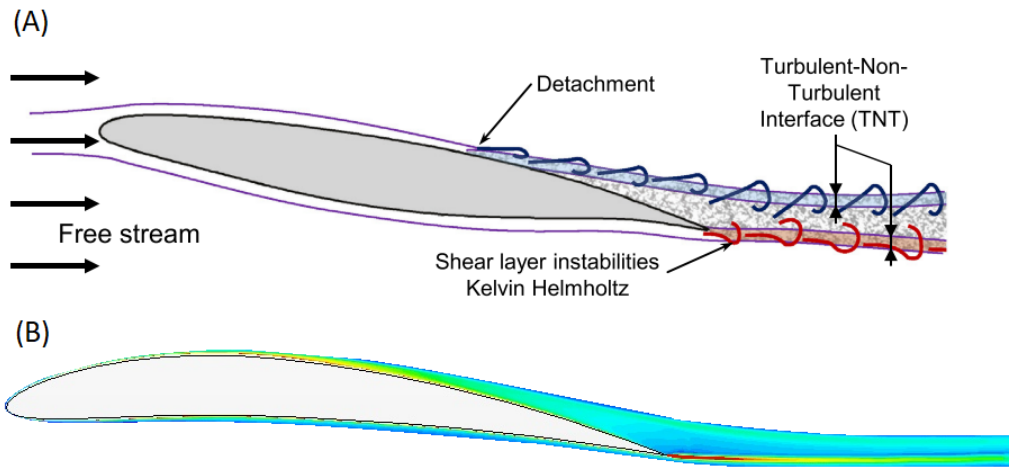 (A)
Detachment
Turbulent-Non-
Turbulent
Interface (TNT)
Free stream
Shear layer instabilities
Kelvin Helmholtz
(B)